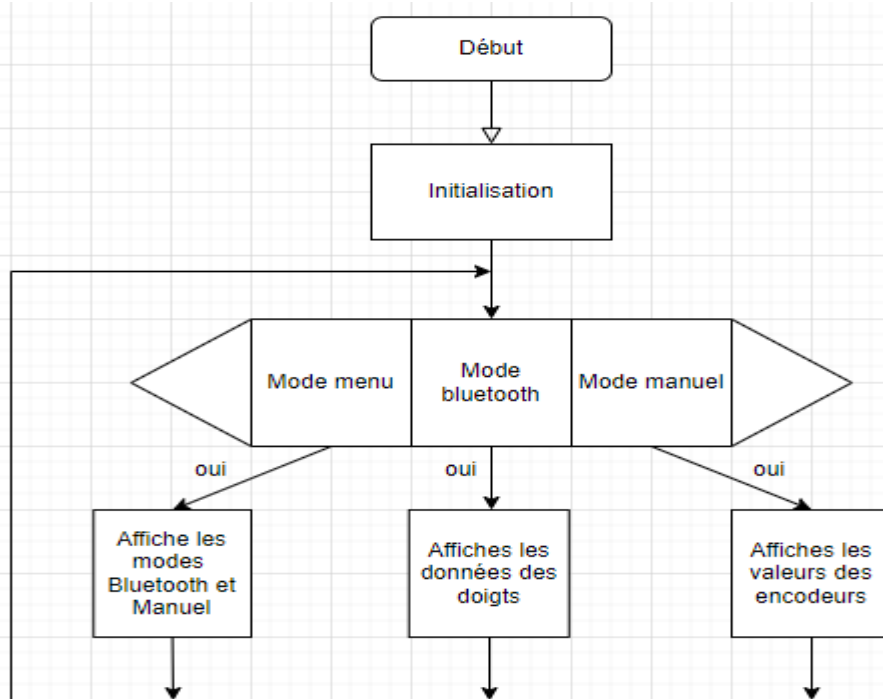 Début
Initialisation
Mode menu
Mode
bluetooth
Mode manuel
oui
oui
oui
Affiche les
modes
Bluetooth et
Manuel
Affiches les
données des
doigts
Affiches les
valeurs des
encodeurs